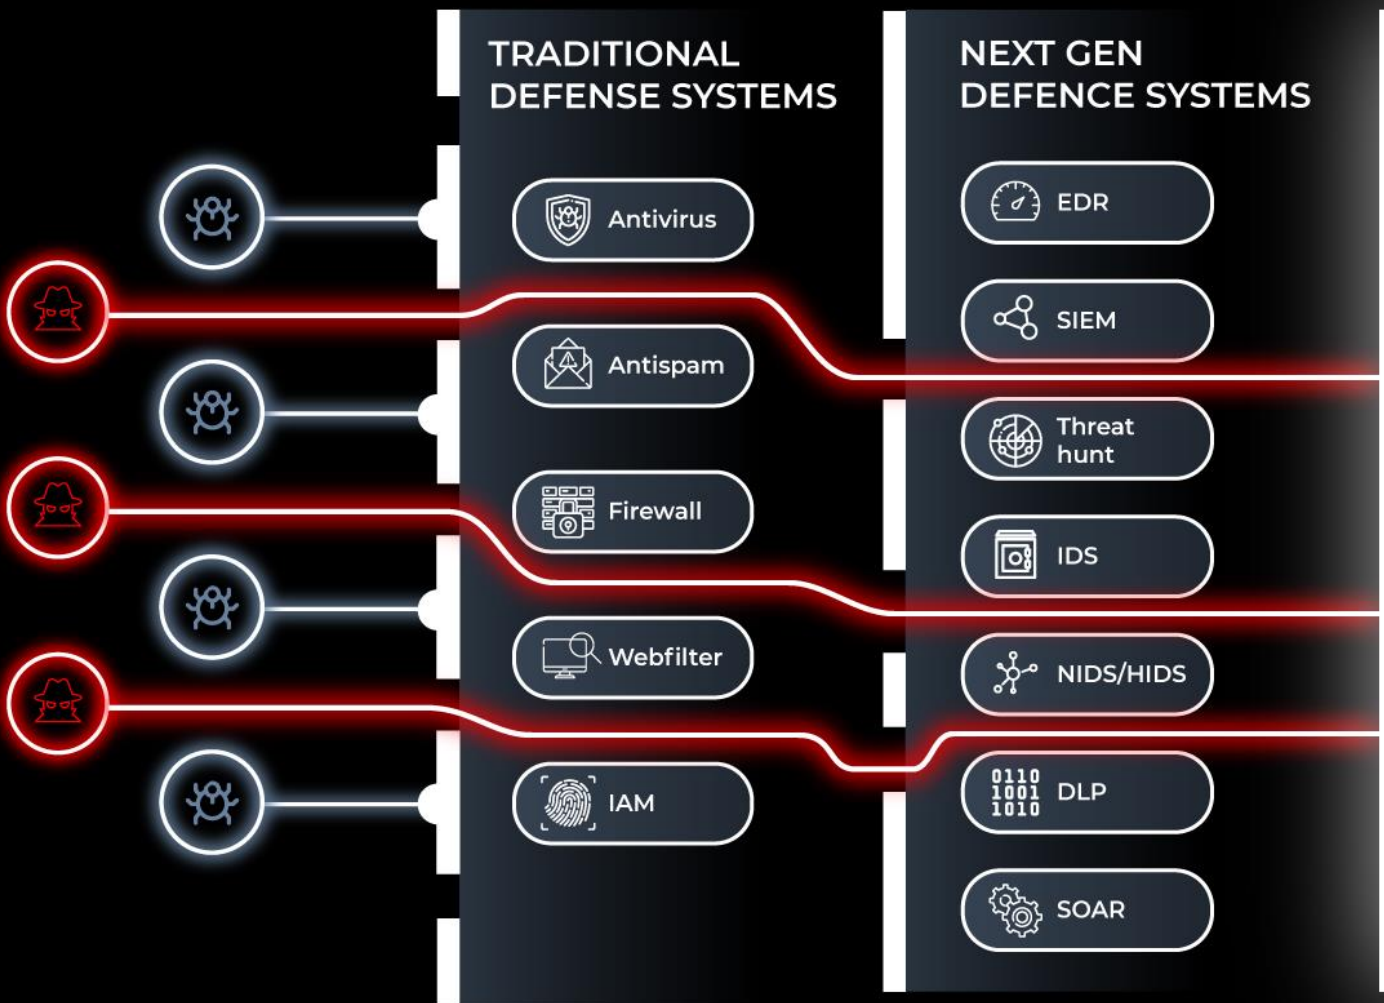 TRADITIONAL
DEFENSE SYSTEMS
Antivirus
Antispam
Firewall
Webfilter
IAM
NEXT GEN
DEFENCE SYSTEMS
EDR
SIEM
Threat
hunt
IDS
NIDS/HIDS
0110
1001
1010
DLP
SOAR